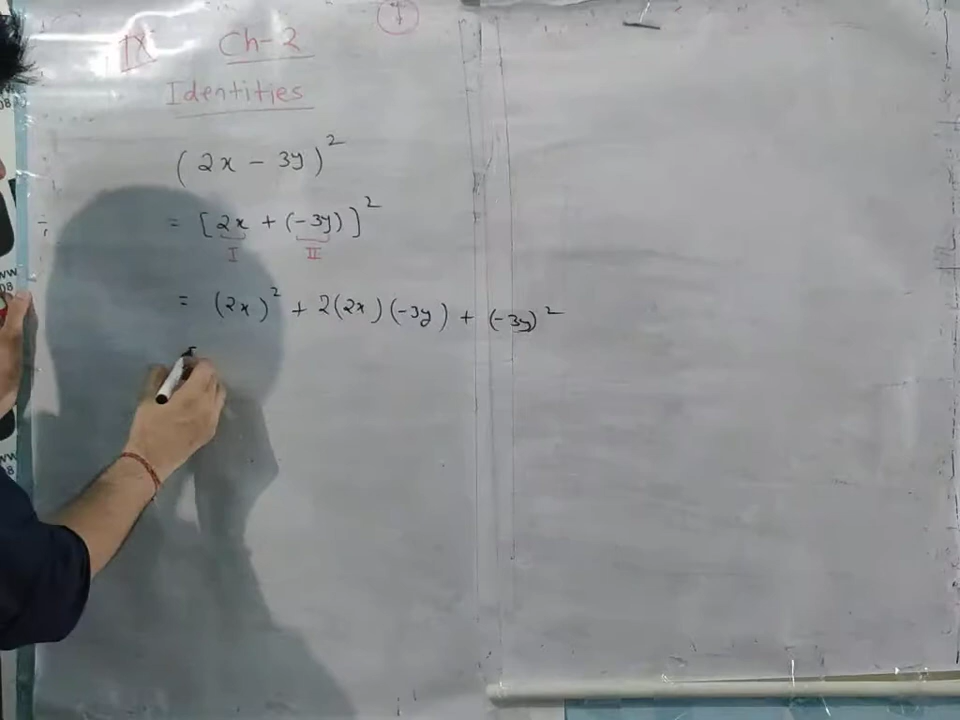 IX Ch-2
Identities
(2x - 3y)²
= [2x + (-3y)]²
I II
= (2x)² + 2(2x)(-3y) + (-3y)²
=